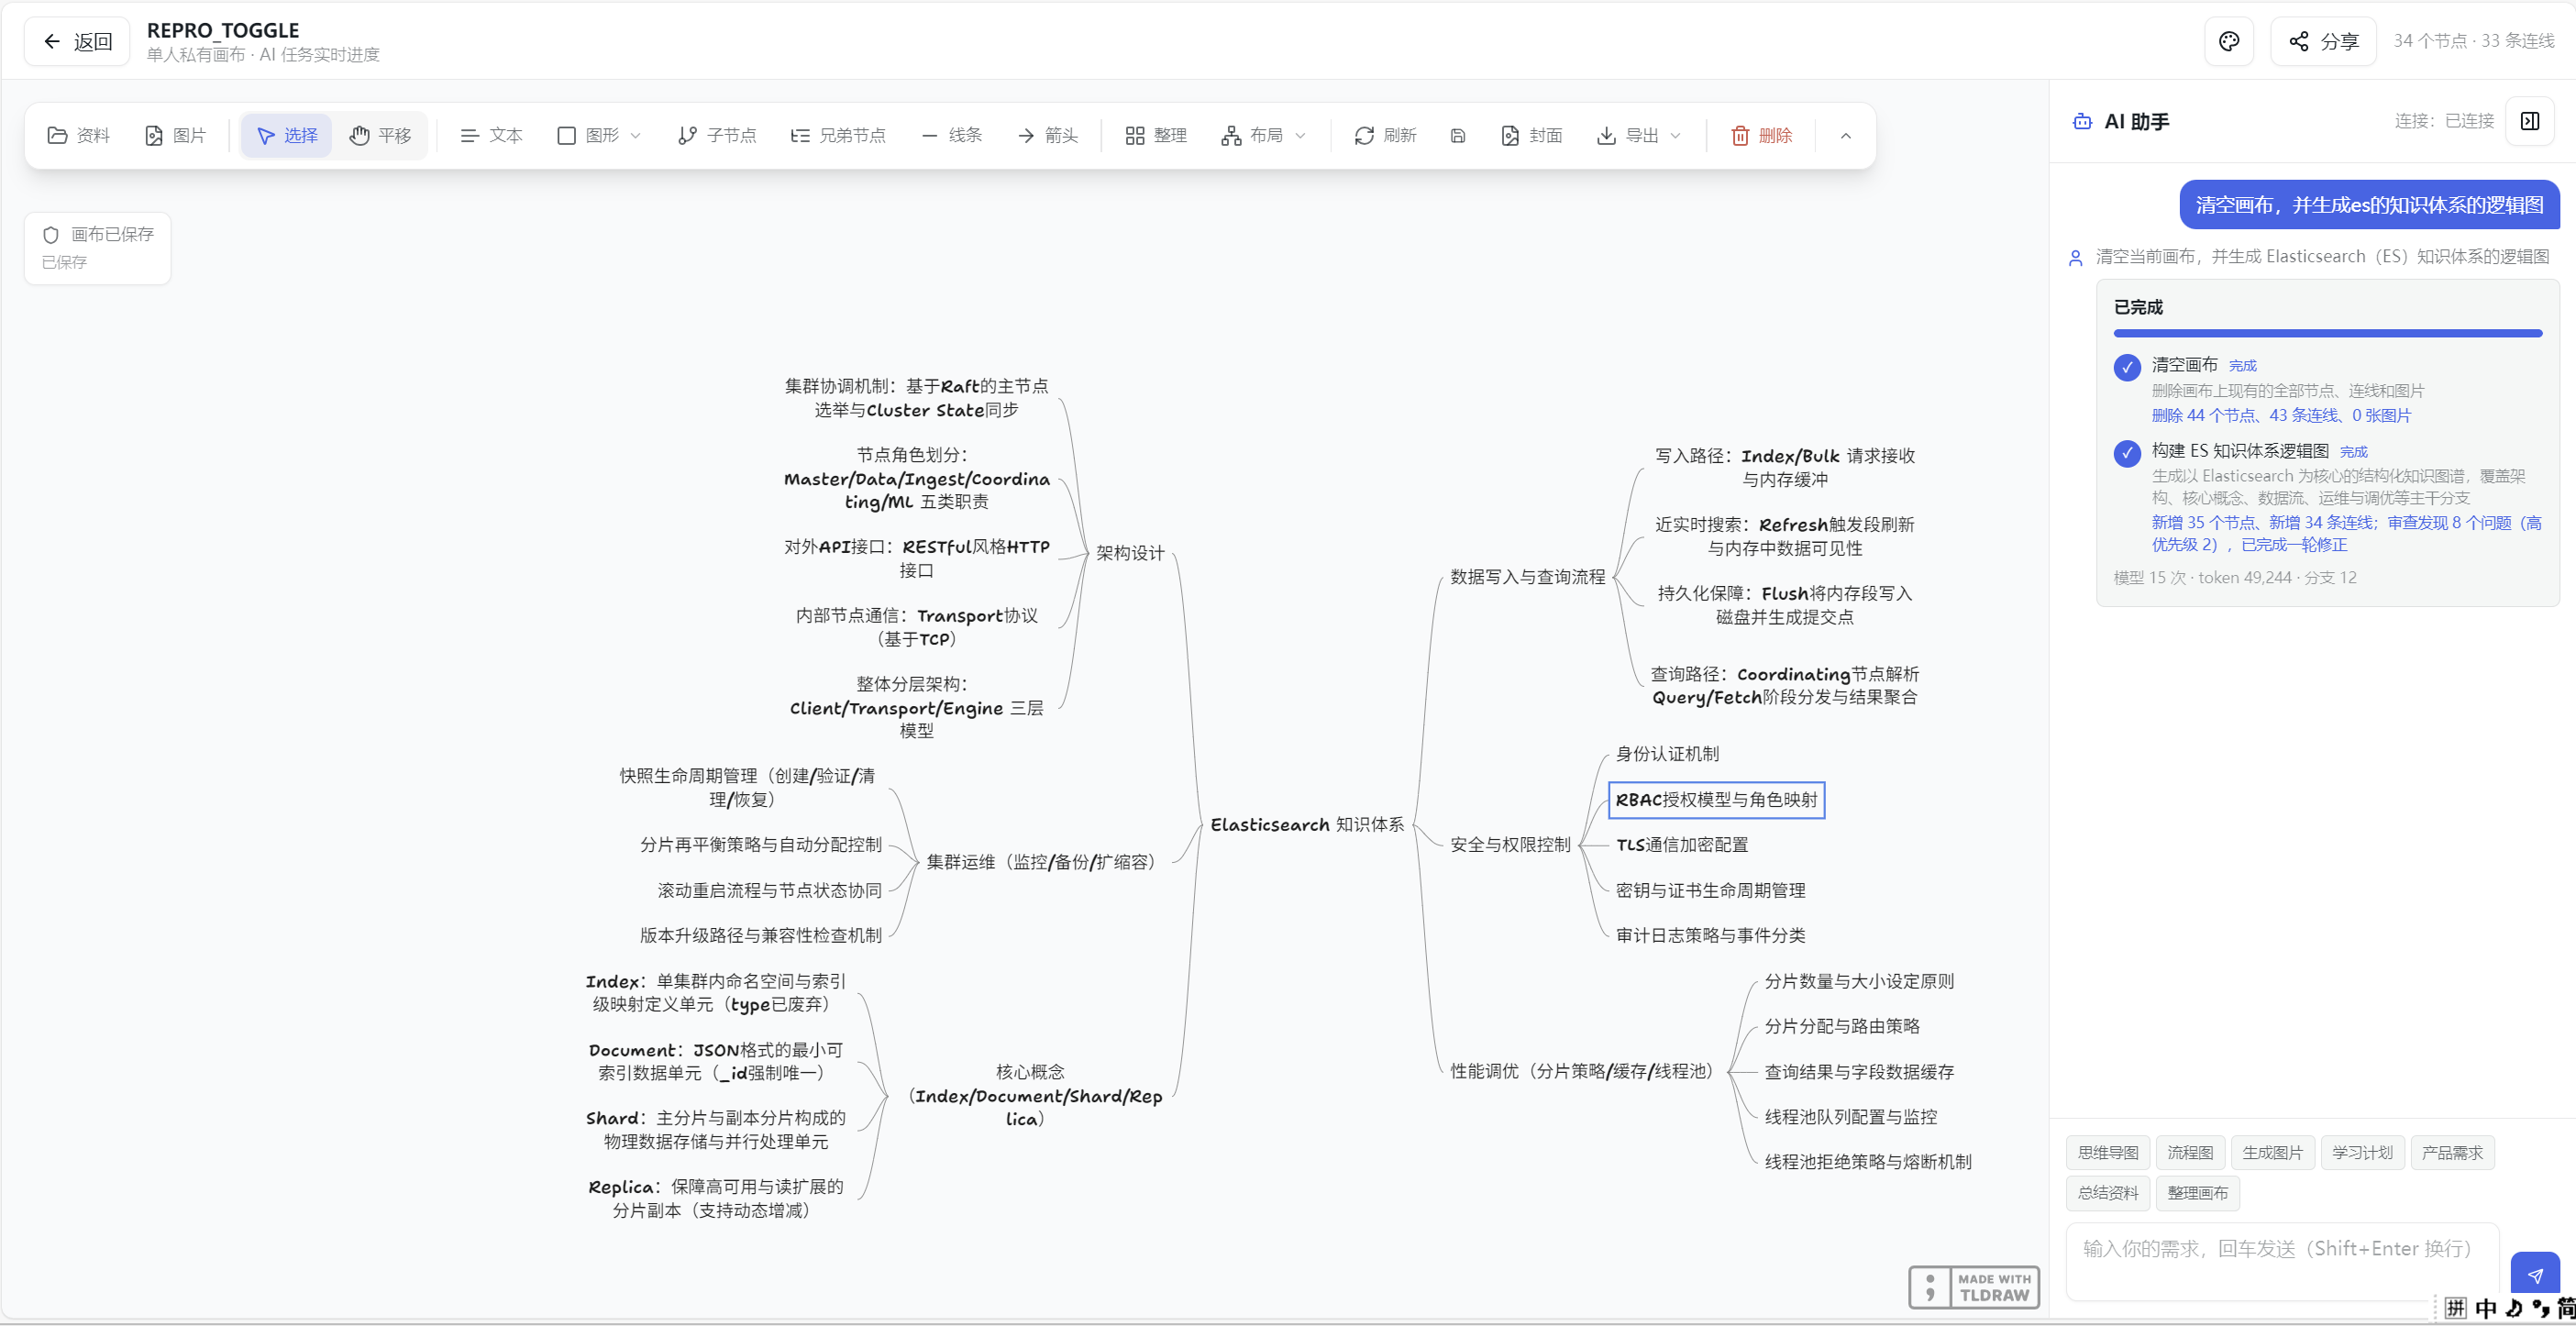 返回
REPRO_TOGGLE
单人私有画布 · AI 任务实时进度
分享
34 个节点 · 33 条连线
资料
图片
选择
平移
文本
图形
子节点
兄弟节点
线条
箭头
整理
布局
刷新
封面
导出
删除
画布已保存
已保存
集群协调机制：基于Raft的主节点
选举与Cluster State同步
节点角色划分：
Master/Data/Ingest/Coordina
ting/ML 五类职责
对外API接口：RESTful风格HTTP
接口
内部节点通信：Transport协议
（基于TCP）
整体分层架构：
Client/Transport/Engine 三层
模型
架构设计
快照生命周期管理（创建/验证/清
理/恢复）
分片再平衡策略与自动分配控制
滚动重启流程与节点状态协同
版本升级路径与兼容性检查机制
集群运维（监控/备份/扩缩容）
Index：单集群内命名空间与索引
级映射定义单元（type已废弃）
Document：JSON格式的最小可
索引数据单元（_id强制唯一）
Shard：主分片与副本分片构成的
物理数据存储与并行处理单元
Replica：保障高可用与读扩展的
分片副本（支持动态增减）
核心概念
（Index/Document/Shard/Rep
lica）
Elasticsearch 知识体系
数据写入与查询流程
写入路径：Index/Bulk 请求接收
与内存缓冲
近实时搜索：Refresh触发段刷新
与内存中数据可见性
持久化保障：Flush将内存段写入
磁盘并生成提交点
查询路径：Coordinating节点解析
Query/Fetch阶段分发与结果聚合
安全与权限控制
身份认证机制
RBAC授权模型与角色映射
TLS通信加密配置
密钥与证书生命周期管理
审计日志策略与事件分类
性能调优（分片策略/缓存/线程池）
分片数量与大小设定原则
分片分配与路由策略
查询结果与字段数据缓存
线程池队列配置与监控
线程池拒绝策略与熔断机制
MADE WITH
TLDRAW
AI 助手
连接：已连接
清空画布，并生成es的知识体系的逻辑图
清空当前画布，并生成 Elasticsearch（ES）知识体系的逻辑图
已完成
清空画布 完成
删除画布上现有的全部节点、连线和图片
删除 44 个节点、43 条连线、0 张图片
构建 ES 知识体系逻辑图 完成
生成以 Elasticsearch 为核心的结构化知识图谱，覆盖架
构、核心概念、数据流、运维与调优等主干分支
新增 35 个节点、新增 34 条连线；审查发现 8 个问题（高
优先级 2），已完成一轮修正
模型 15 次 · token 49,244 · 分支 12
思维导图
流程图
生成图片
学习计划
产品需求
总结资料
整理画布
输入你的需求，回车发送（Shift+Enter 换行）
拼 中 简